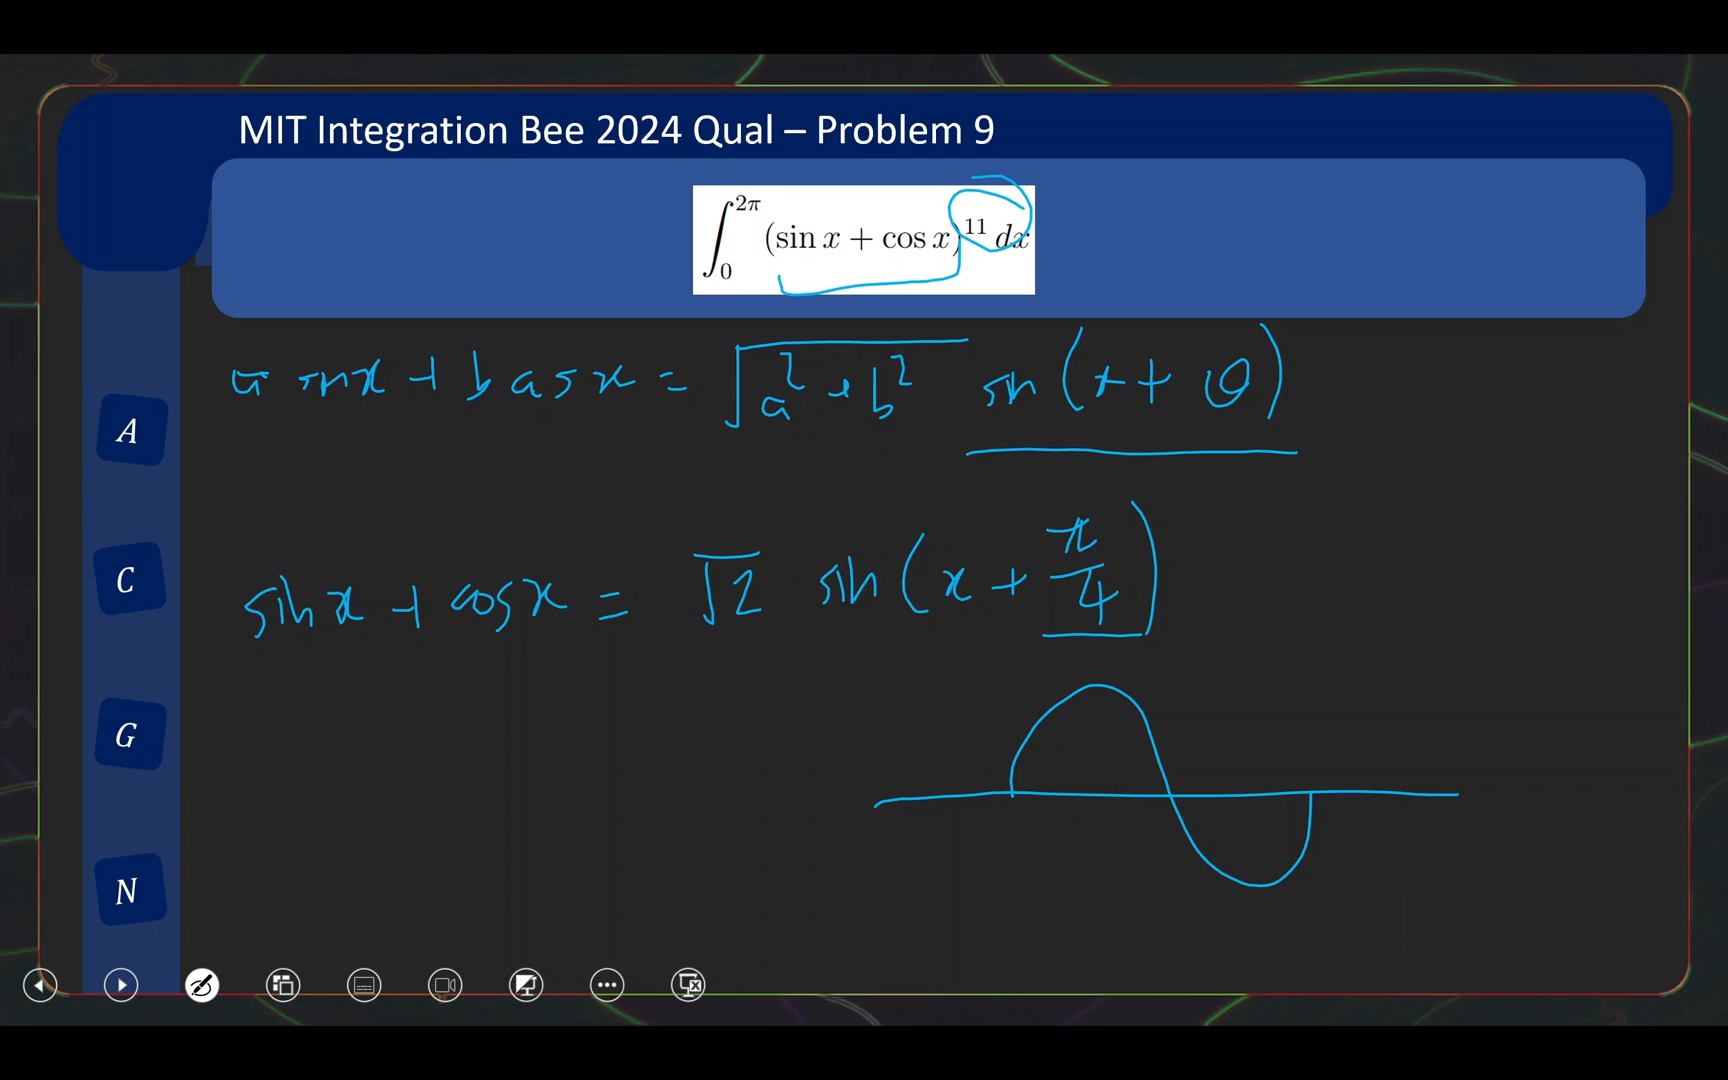 MIT Integration Bee 2024 Qual – Problem 9
∫₀^{2π} (sin x + cos x)^{11} dx
a sin x + b cos x = √(a² + b²) sin(x + θ)
sin x + cos x = √2 sin(x + π/4)
A
C
G
N